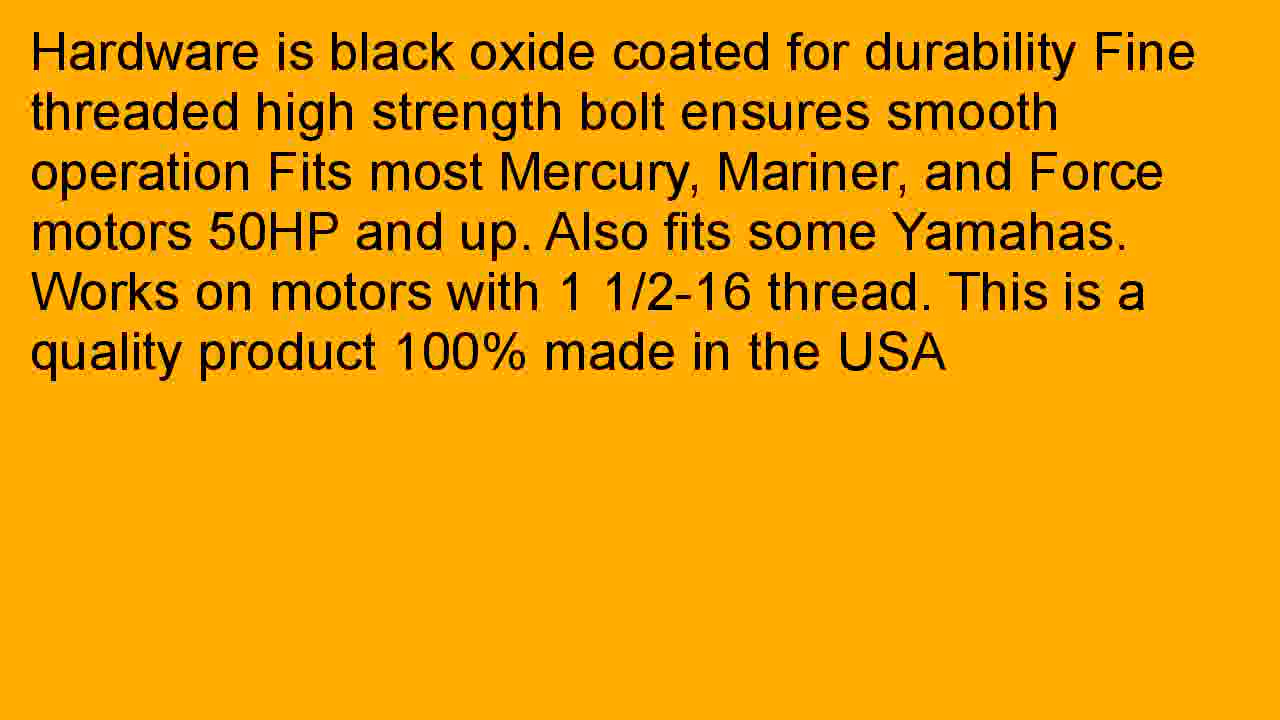 Hardware is black oxide coated for durability Fine
threaded high strength bolt ensures smooth
operation Fits most Mercury, Mariner, and Force
motors 50HP and up. Also fits some Yamahas.
Works on motors with 1 1/2-16 thread. This is a
quality product 100% made in the USA